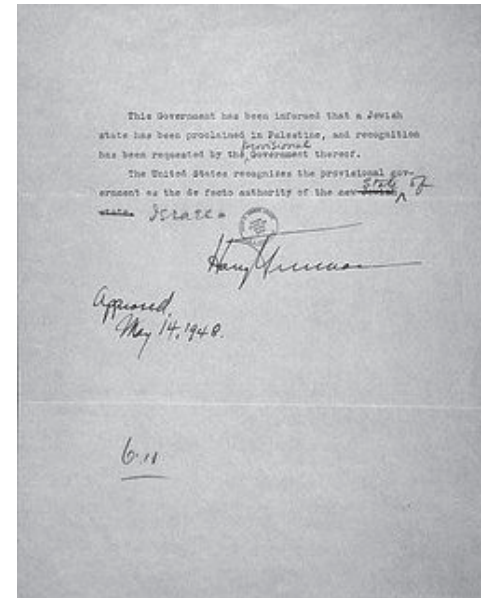 This Government has been informed that a Jewish
state has been proclaimed in Palestine, and recognition
provisional
has been requested by the Government thereof.
The United States recognizes the provisional gov-
ernment as the de facto authority of the new Jewish
State of
state. Israel.
Harry Truman
Approved.
May 14, 1948.
6.11